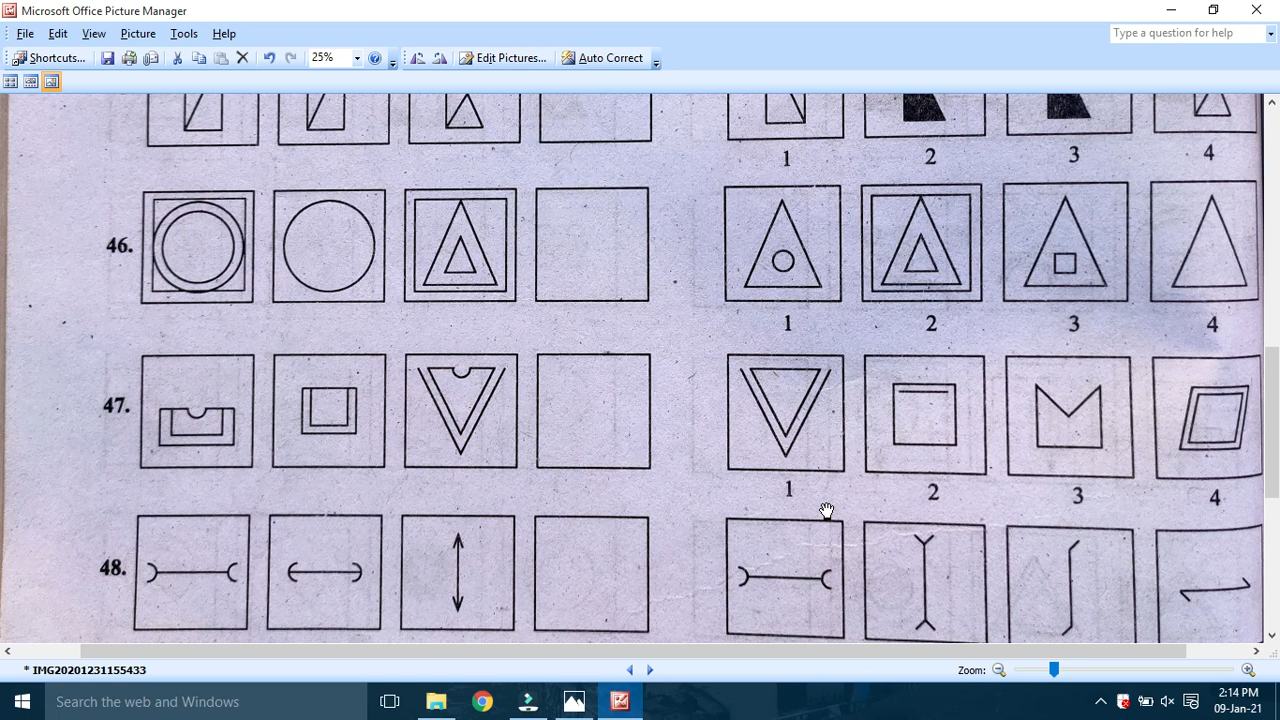 Microsoft Office Picture Manager
File Edit View Picture Tools Help
Type a question for help
Shortcuts... 25% Edit Pictures... Auto Correct
1 2 3 4
46.
1 2 3 4
47.
1 2 3 4
48.
* IMG20201231155433
Zoom:
Search the web and Windows
2:14 PM
09-Jan-21